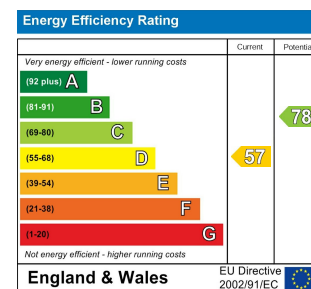 Energy Efficiency Rating
Current Potentia
Very energy efficient - lower running costs
(92 plus) A
(81-91) B
78
(69-80) C
(55-68) D
57
(39-54) E
(21-38) F
(1-20) G
Not energy efficient - higher running costs
England & Wales
EU Directive
2002/91/EC